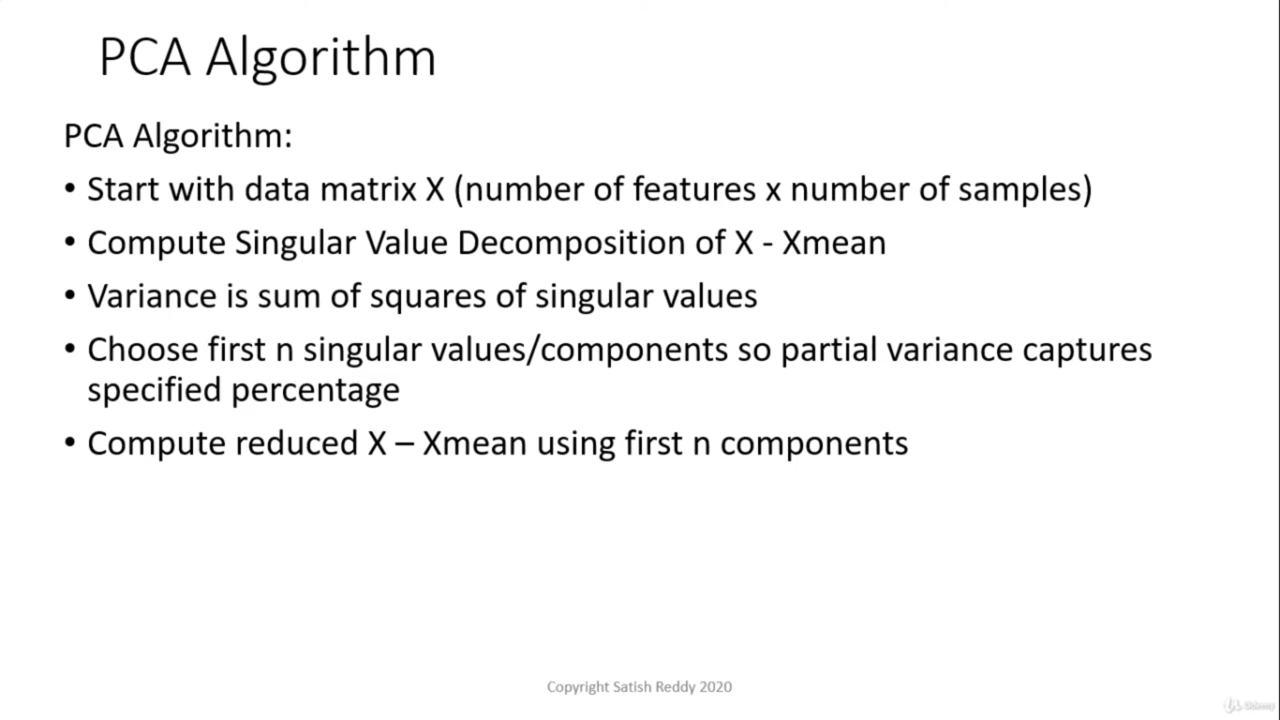 PCA Algorithm
PCA Algorithm:
• Start with data matrix X (number of features x number of samples)
• Compute Singular Value Decomposition of X - Xmean
• Variance is sum of squares of singular values
• Choose first n singular values/components so partial variance captures
specified percentage
• Compute reduced X – Xmean using first n components
Copyright Satish Reddy 2020
Udemy